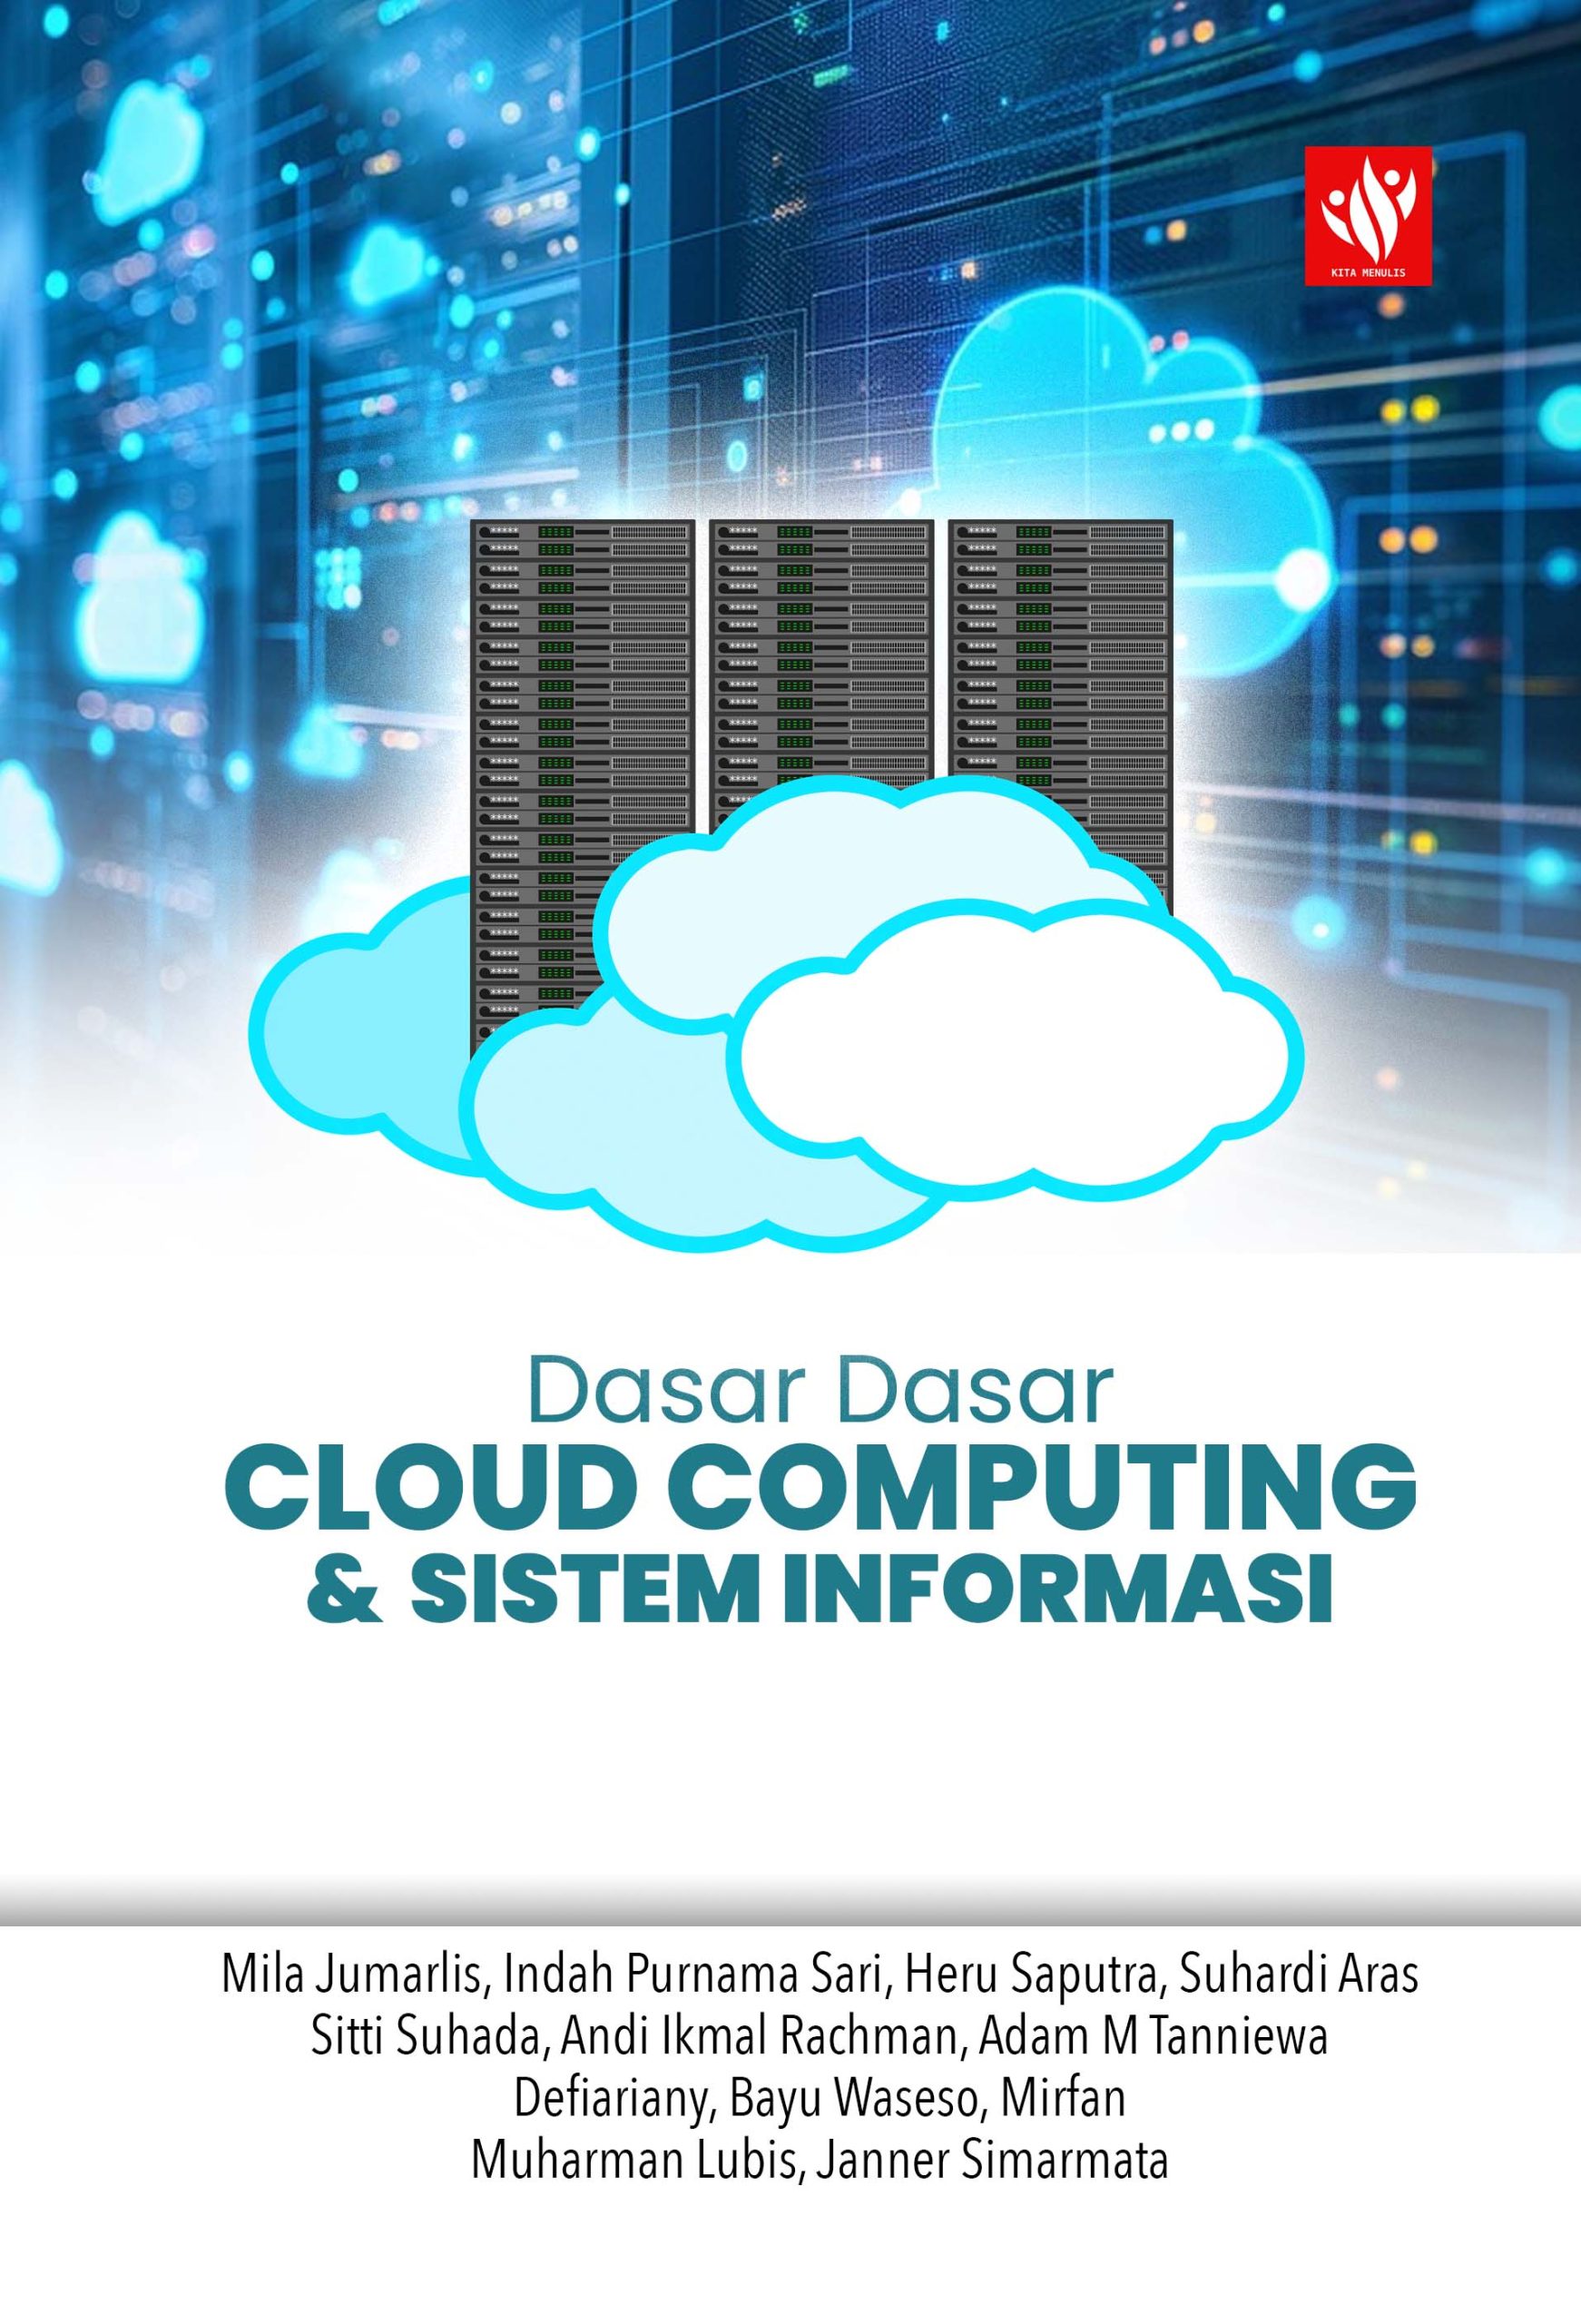 KITA MENULIS
Dasar Dasar
CLOUD COMPUTING
& SISTEM INFORMASI
Mila Jumarlis, Indah Purnama Sari, Heru Saputra, Suhardi Aras
Sitti Suhada, Andi Ikmal Rachman, Adam M Tanniewa
Defiariany, Bayu Waseso, Mirfan
Muharman Lubis, Janner Simarmata